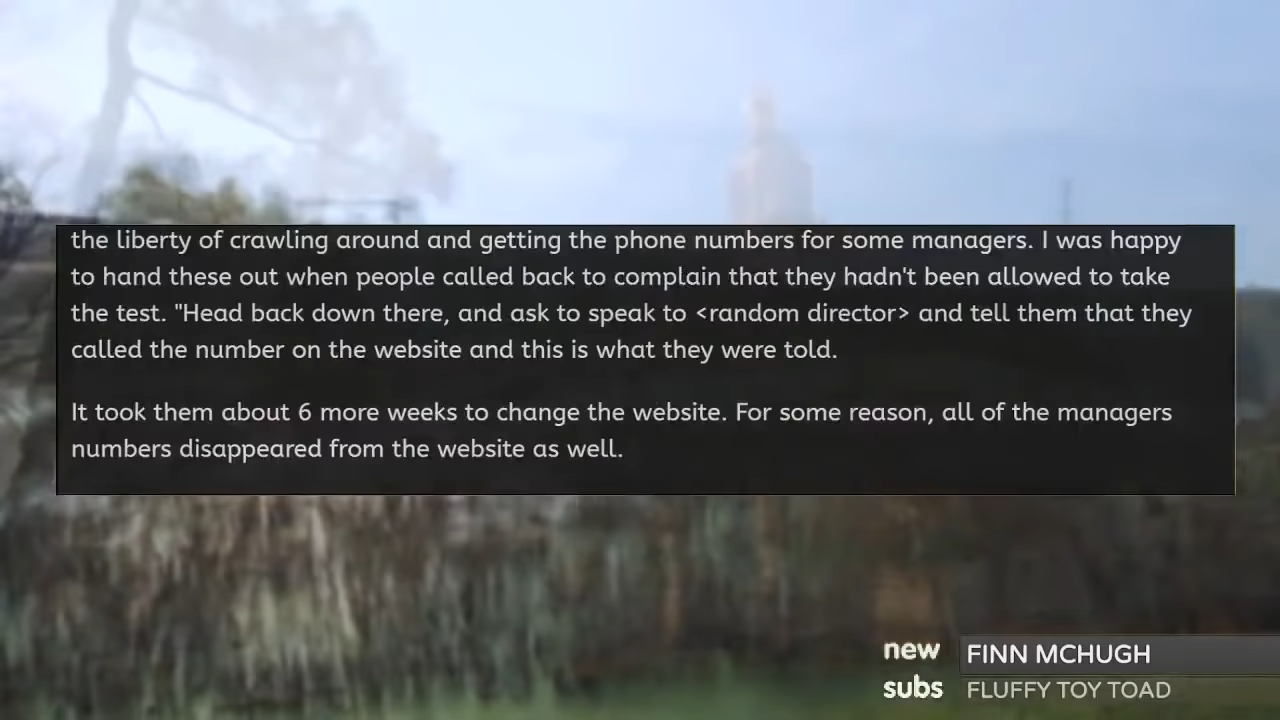 the liberty of crawling around and getting the phone numbers for some managers. I was happy
to hand these out when people called back to complain that they hadn't been allowed to take
the test. "Head back down there, and ask to speak to <random director> and tell them that they
called the number on the website and this is what they were told.
It took them about 6 more weeks to change the website. For some reason, all of the managers
numbers disappeared from the website as well.
new FINN MCHUGH
subs FLUFFY TOY TOAD